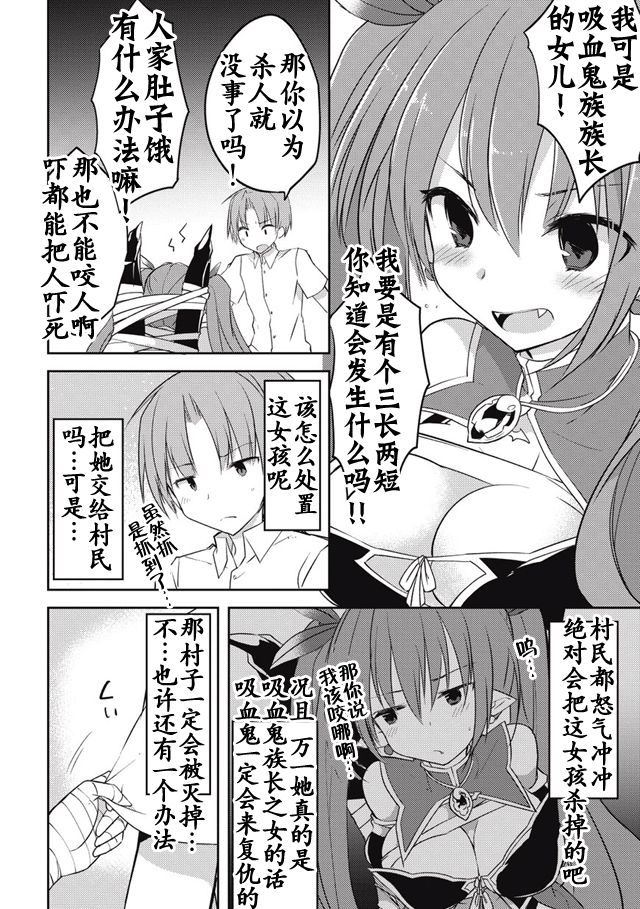 我可是
吸血鬼族族长
的女儿！
我要是有个三长两短
你知道会发生什么吗!!
那你以为
杀人就
没事了吗！
人家肚子饿
有什么办法嘛！
那也不能咬人啊
吓都能把人吓死
该怎么处置
这女孩呢
虽然抓
是抓
到了…
把她交给村民
吗…可是…
村民都怒气冲冲
绝对会把这女孩杀掉的吧
呜…
那你说
我该咬哪啊…
况且万一她真的是
吸血鬼族长之女的话
吸血鬼一定会来复仇的
那村子一定会被灭掉…
不…也许还有一个办法